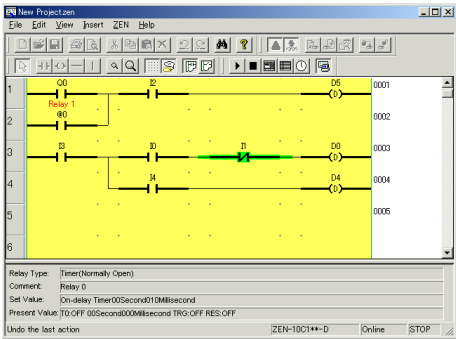 New Project.zen
File Edit View Insert ZEN Help
1 Q0 I2 D5 0001
(D)
Relay 1
2 @0 0002
3 I3 I0 I1 D0 0003
(D)
4 I4 D4 0004
(D)
5 0005
6
Relay Type: Timer(Normally Open)
Comment: Relay 0
Set Value: On-delay Timer00Second010Millisecond
Present Value: T0:OFF 00Second000Millisecond TRG:OFF RES:OFF
Undo the last action ZEN-10C1**-D Online STOP